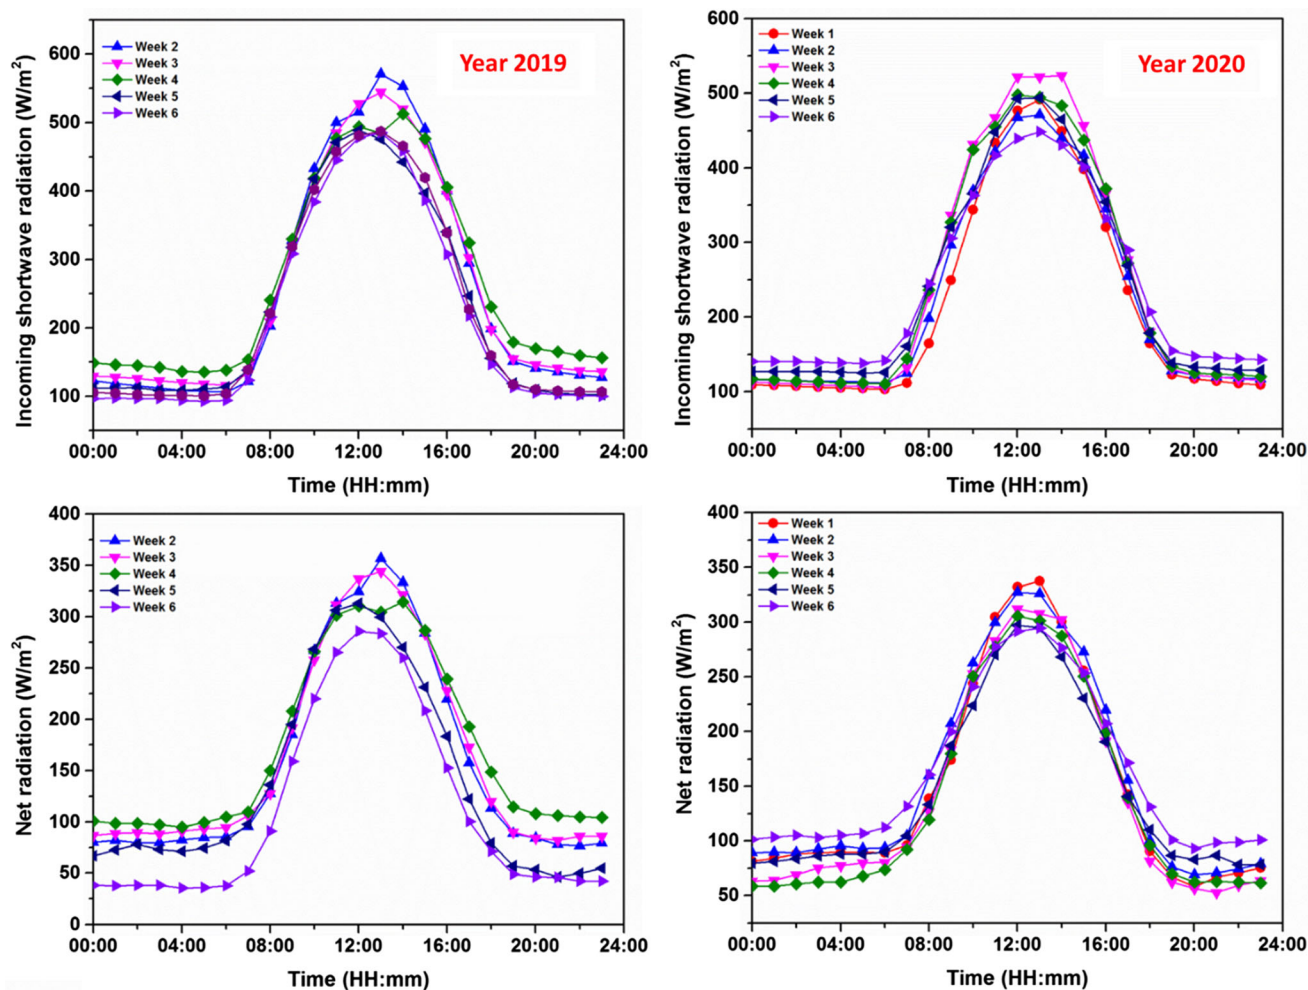 Year 2019
Incoming shortwave radiation (W/m²)
600
500
400
300
200
100
Week 2
Week 3
Week 4
Week 5
Week 6
00:00 04:00 08:00 12:00 16:00 20:00 24:00
Time (HH:mm)
Year 2020
Incoming shortwave radiation (W/m²)
600
500
400
300
200
100
Week 1
Week 2
Week 3
Week 4
Week 5
Week 6
00:00 04:00 08:00 12:00 16:00 20:00 24:00
Time (HH:mm)
Net radiation (W/m²)
400
350
300
250
200
150
100
50
0
Week 2
Week 3
Week 4
Week 5
Week 6
00:00 04:00 08:00 12:00 16:00 20:00 24:00
Time (HH:mm)
Net radiation (W/m²)
400
350
300
250
200
150
100
50
Week 1
Week 2
Week 3
Week 4
Week 5
Week 6
00:00 04:00 08:00 12:00 16:00 20:00 24:00
Time (HH:mm)